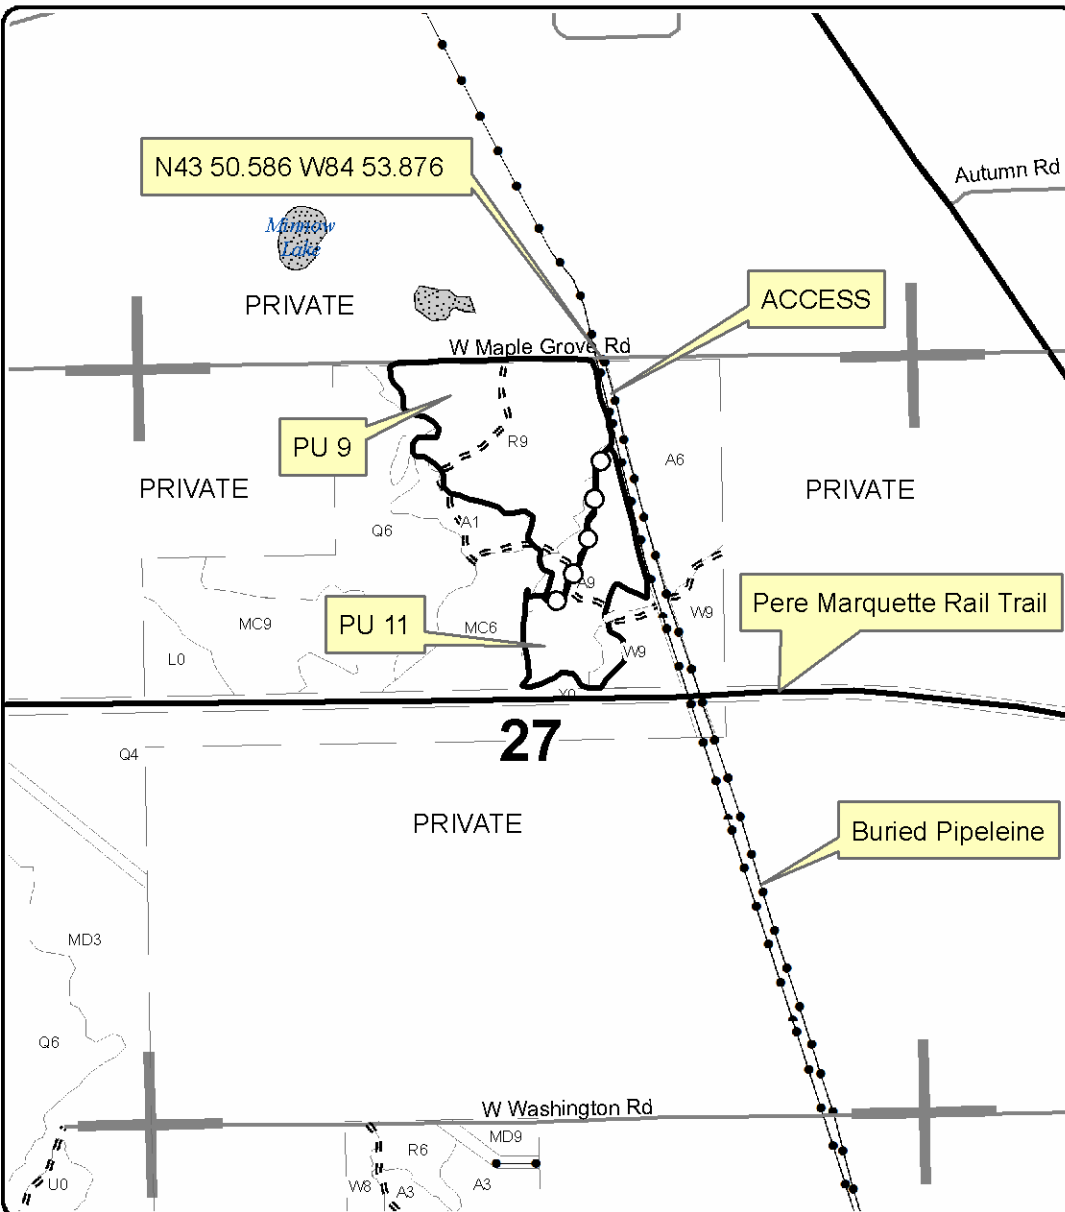 N43 50.586 W84 53.876
Autumn Rd
Minnow
Lake
ACCESS
PRIVATE
W Maple Grove Rd
PU 9
R9
A6
PRIVATE
PRIVATE
Q6
A1
A9
Pere Marquette Rail Trail
PU 11
MC9
MC6
W9
L0
W9
X0
27
Q4
PRIVATE
Buried Pipeleine
MD3
Q6
W Washington Rd
MD9
R6
U0
W8
A3
A3